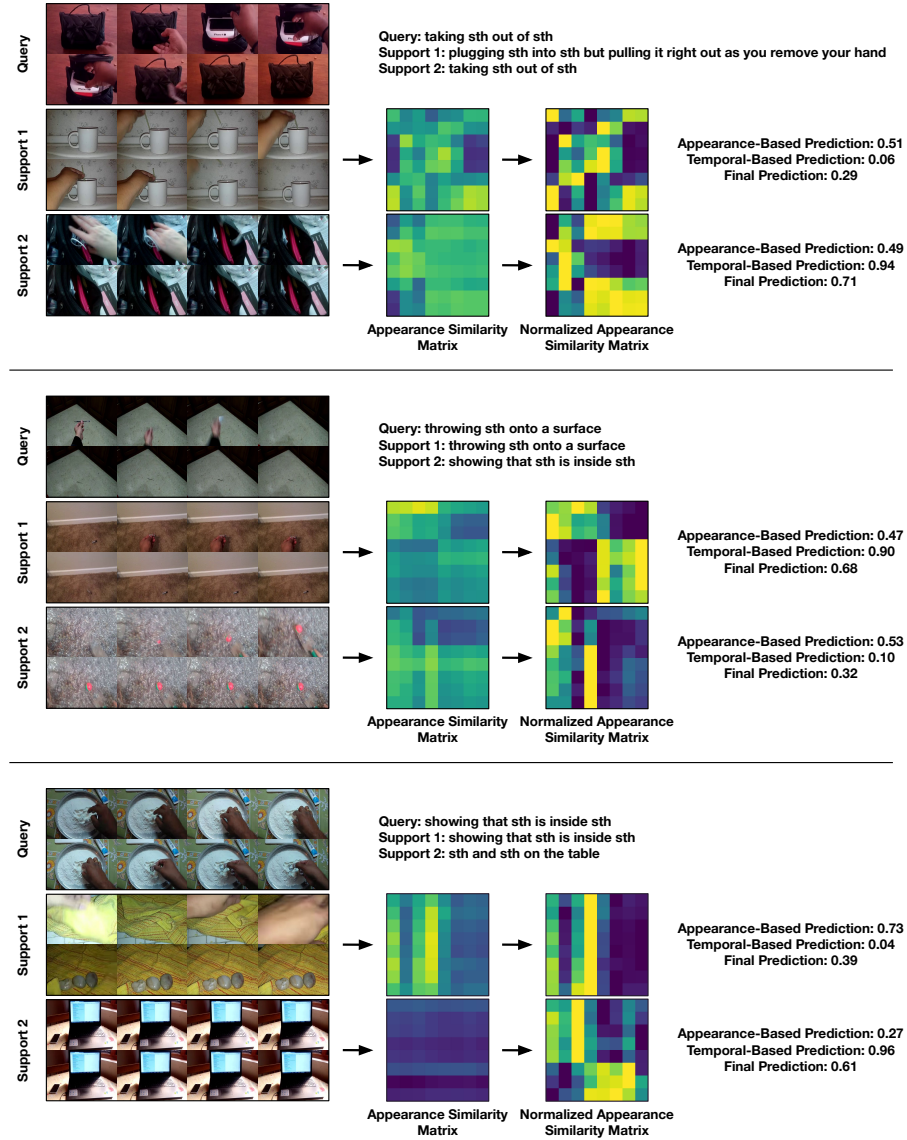 Query
Support 1
Support 2
Query: taking sth out of sth
Support 1: plugging sth into sth but pulling it right out as you remove your hand
Support 2: taking sth out of sth
Appearance-Based Prediction: 0.51
Temporal-Based Prediction: 0.06
Final Prediction: 0.29
Appearance-Based Prediction: 0.49
Temporal-Based Prediction: 0.94
Final Prediction: 0.71
Appearance Similarity
Matrix
Normalized Appearance
Similarity Matrix
Query
Support 1
Support 2
Query: throwing sth onto a surface
Support 1: throwing sth onto a surface
Support 2: showing that sth is inside sth
Appearance-Based Prediction: 0.47
Temporal-Based Prediction: 0.90
Final Prediction: 0.68
Appearance-Based Prediction: 0.53
Temporal-Based Prediction: 0.10
Final Prediction: 0.32
Appearance Similarity
Matrix
Normalized Appearance
Similarity Matrix
Query
Support 1
Support 2
Query: showing that sth is inside sth
Support 1: showing that sth is inside sth
Support 2: sth and sth on the table
Appearance-Based Prediction: 0.73
Temporal-Based Prediction: 0.04
Final Prediction: 0.39
Appearance-Based Prediction: 0.27
Temporal-Based Prediction: 0.96
Final Prediction: 0.61
Appearance Similarity
Matrix
Normalized Appearance
Similarity Matrix